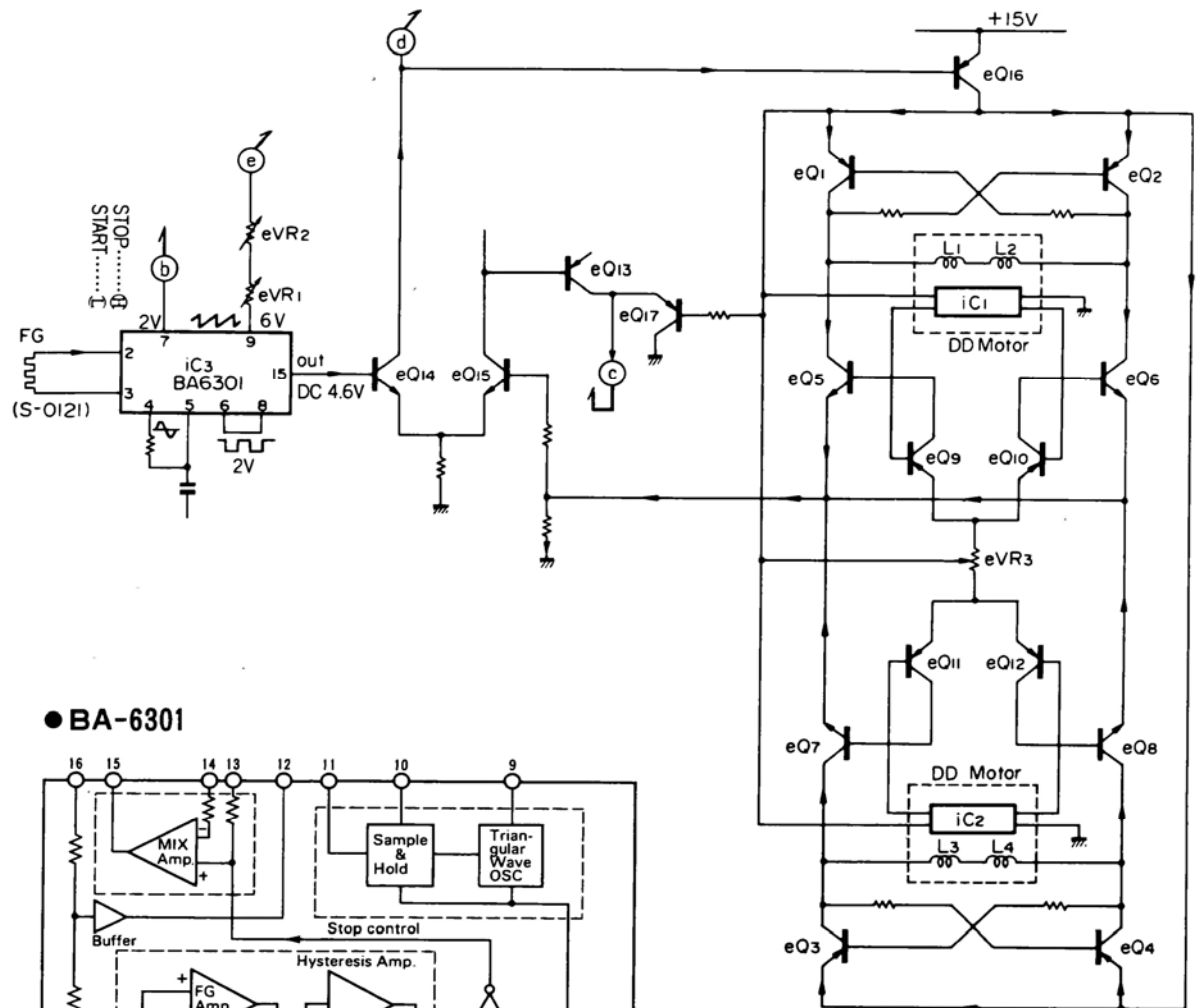 d
+15V
eQ16
e
eQ1
eQ2
START······(L)
STOP······(H)
b
eVR2
eVR1
eQ13
eQ17
L1 L2
iC1
DD Motor
FG
2V
6V
7
9
2
3
iC3
BA6301
15
out
DC 4.6V
(S-0121)
4
5
6
8
2V
eQ14
eQ15
c
eQ5
eQ6
eQ9
eQ10
eVR3
eQ11
eQ12
eQ7
eQ8
DD Motor
iC2
L3 L4
eQ3
eQ4
● BA-6301
16 15 14 13 12 11 10 9
MIX
Amp.
−
+
Sample
&
Hold
Trian-
gular
Wave
OSC
Buffer
Stop control
Hysteresis Amp.
+
FG
Amp